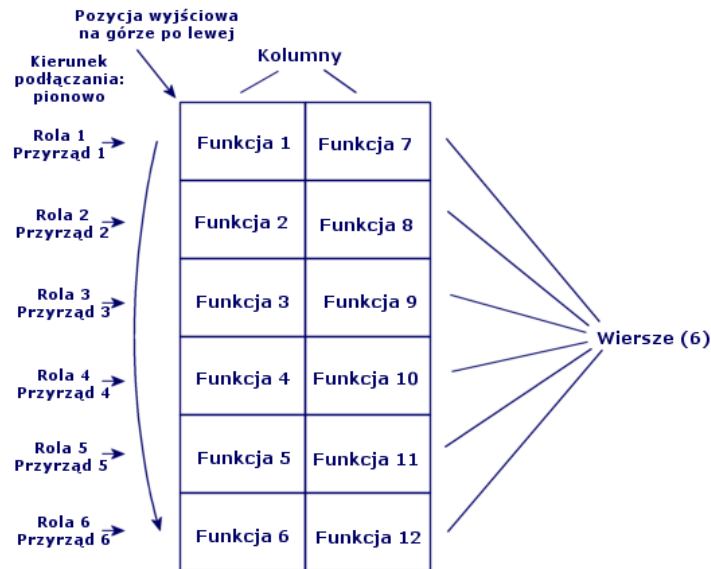 Pozycja wyjściowa
na górze po lewej
Kierunek
podłączania:
pionowo
Kolumny
Rola 1
Przyrząd 1
Funkcja 1
Funkcja 7
Rola 2
Przyrząd 2
Funkcja 2
Funkcja 8
Rola 3
Przyrząd 3
Funkcja 3
Funkcja 9
Wiersze (6)
Rola 4
Przyrząd 4
Funkcja 4
Funkcja 10
Rola 5
Przyrząd 5
Funkcja 5
Funkcja 11
Rola 6
Przyrząd 6
Funkcja 6
Funkcja 12